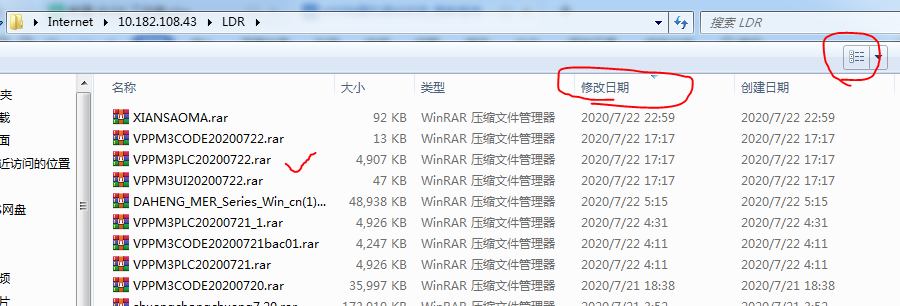 Internet ▸ 10.182.108.43 ▸ LDR ▸
搜索 LDR
名称 大小 类型 修改日期 创建日期
夹
XIANSAOMA.rar 92 KB WinRAR 压缩文件管理器 2020/7/22 22:59 2020/7/22 22:59
载
VPPM3CODE20200722.rar 13 KB WinRAR 压缩文件管理器 2020/7/22 17:17 2020/7/22 17:17
面
近访问的位置
VPPM3PLC20200722.rar 4,907 KB WinRAR 压缩文件管理器 2020/7/22 17:17 2020/7/22 17:17
VPPM3UI20200722.rar 47 KB WinRAR 压缩文件管理器 2020/7/22 17:17 2020/7/22 17:17
DAHENG_MER_Series_Win_cn(1)... 48,938 KB WinRAR 压缩文件管理器 2020/7/22 5:15 2020/7/22 5:15
网盘
VPPM3PLC20200721_1.rar 4,926 KB WinRAR 压缩文件管理器 2020/7/22 4:31 2020/7/22 4:31
VPPM3CODE20200721bac01.rar 4,247 KB WinRAR 压缩文件管理器 2020/7/22 4:11 2020/7/22 4:11
VPPM3PLC20200721.rar 4,926 KB WinRAR 压缩文件管理器 2020/7/22 4:11 2020/7/22 4:11
频
VPPM3CODE20200720.rar 35,997 KB WinRAR 压缩文件管理器 2020/7/21 18:38 2020/7/21 18:38
片